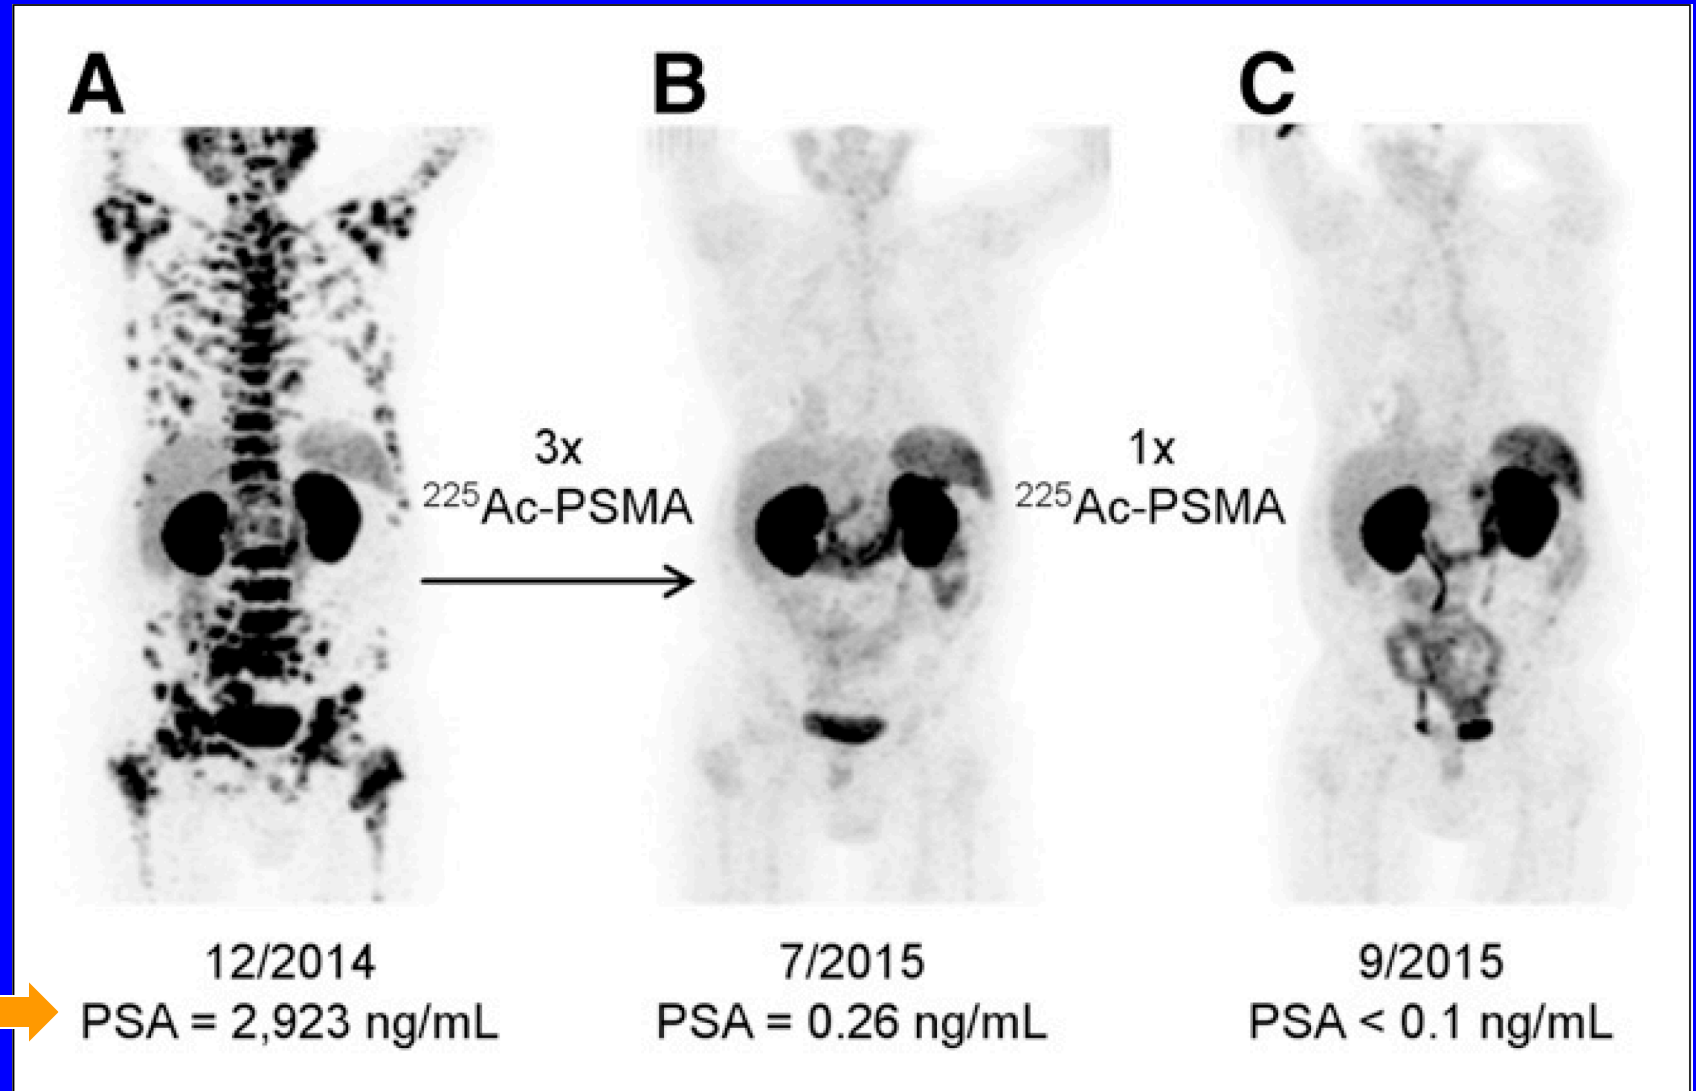 A
B
C
3x
²²⁵Ac-PSMA
1x
²²⁵Ac-PSMA
12/2014
PSA = 2,923 ng/mL
7/2015
PSA = 0.26 ng/mL
9/2015
PSA < 0.1 ng/mL